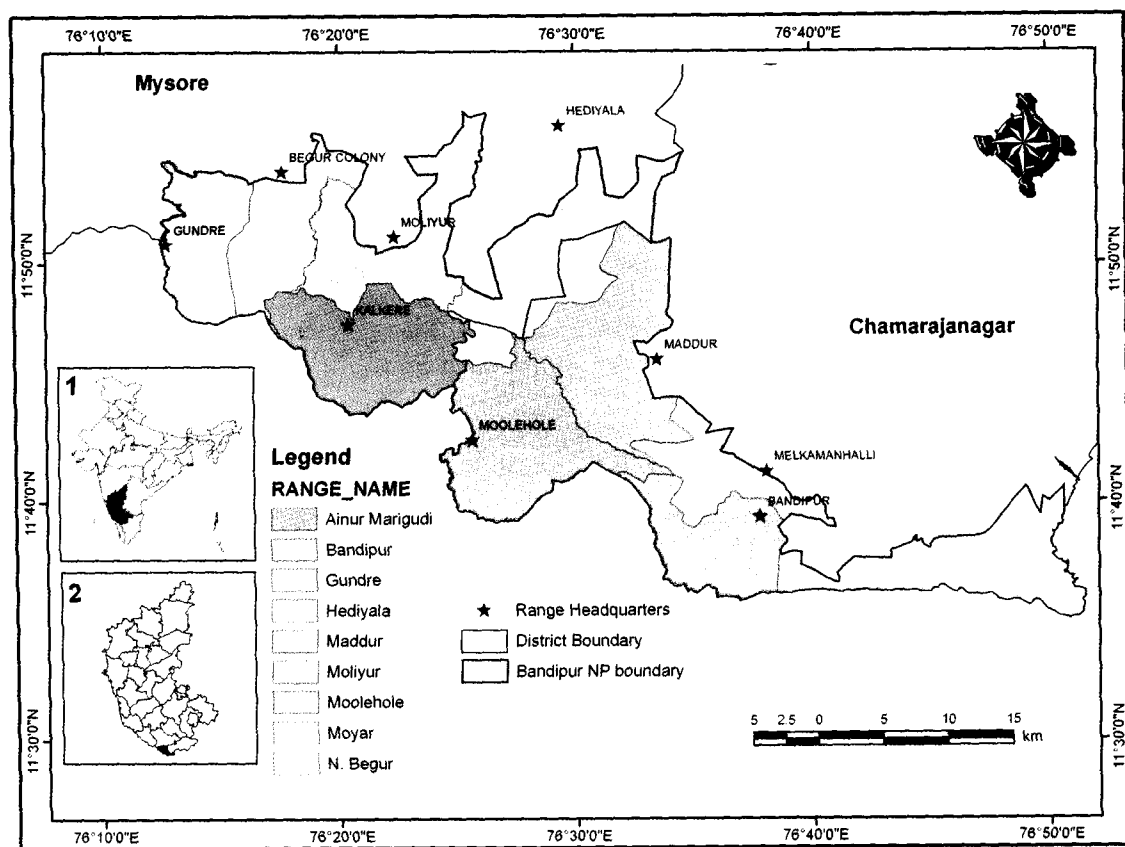 76°10'0"E 76°20'0"E 76°30'0"E 76°40'0"E 76°50'0"E
Mysore
HEDIYALA
BEGUR COLONY
MOLIYUR
GUNDRE
11°50'0"N 11°50'0"N
KALKERE
Chamarajanagar
MADDUR
1
MOOLEHOLE
MELKAMANHALLI
BANDIPUR
11°40'0"N 11°40'0"N
Legend
RANGE_NAME
Ainur Marigudi
Bandipur
Gundre
Hediyala
Maddur
Moliyur
Moolehole
Moyar
N. Begur
2
Range Headquarters
District Boundary
Bandipur NP boundary
5 2.5 0 5 10 15
km
11°30'0"N 11°30'0"N
76°10'0"E 76°20'0"E 76°30'0"E 76°40'0"E 76°50'0"E